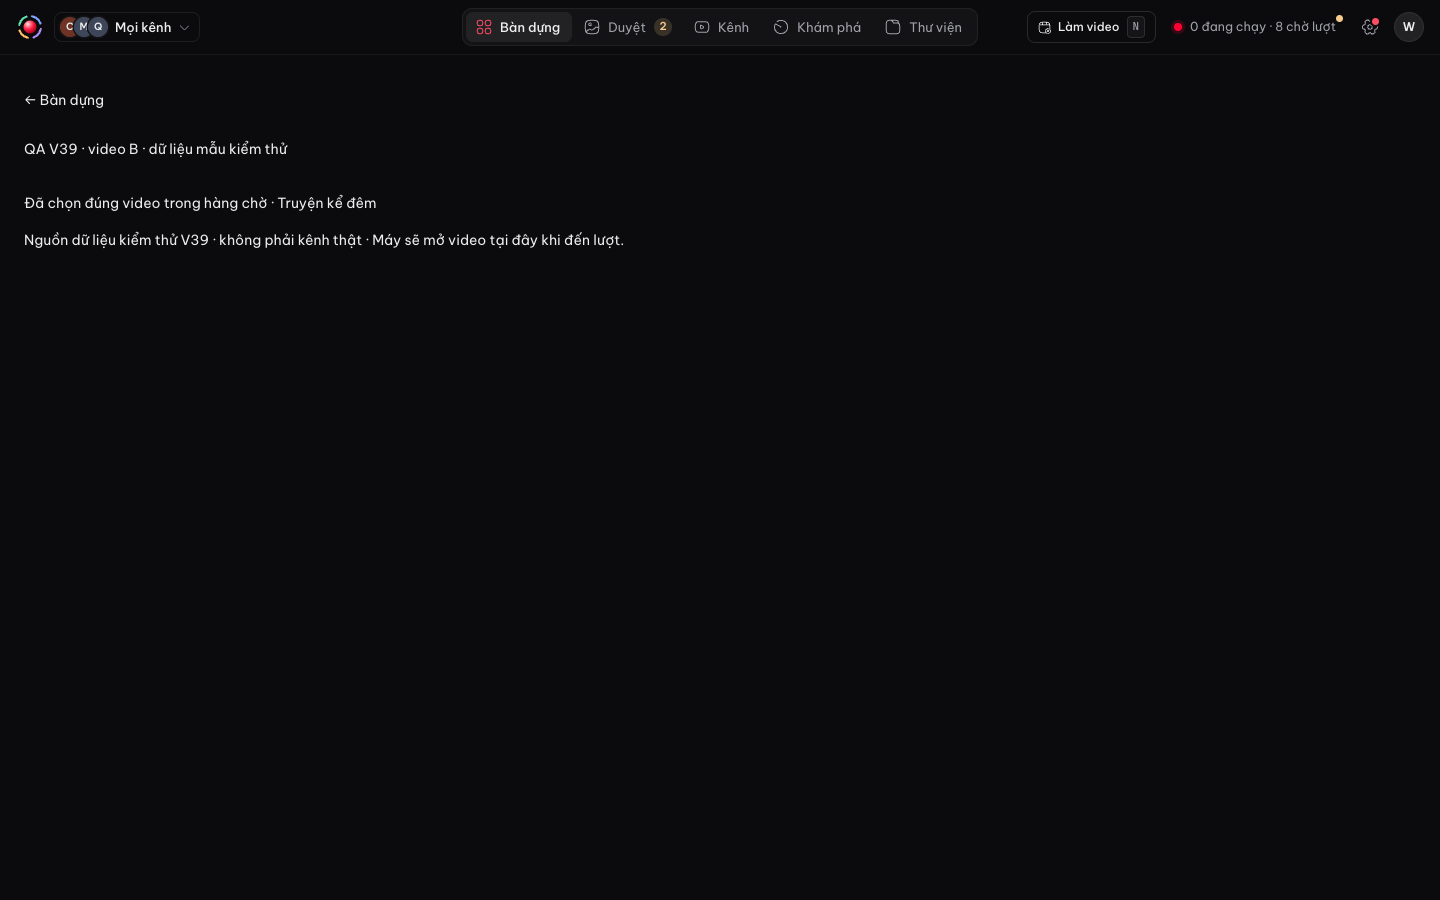 C M Q Mọi kênh
Bàn dựng Duyệt 2 Kênh Khám phá Thư viện
Làm video N
0 đang chạy · 8 chờ lượt
W
← Bàn dựng
QA V39 · video B · dữ liệu mẫu kiểm thử
Đã chọn đúng video trong hàng chờ · Truyện kể đêm
Nguồn dữ liệu kiểm thử V39 · không phải kênh thật · Máy sẽ mở video tại đây khi đến lượt.